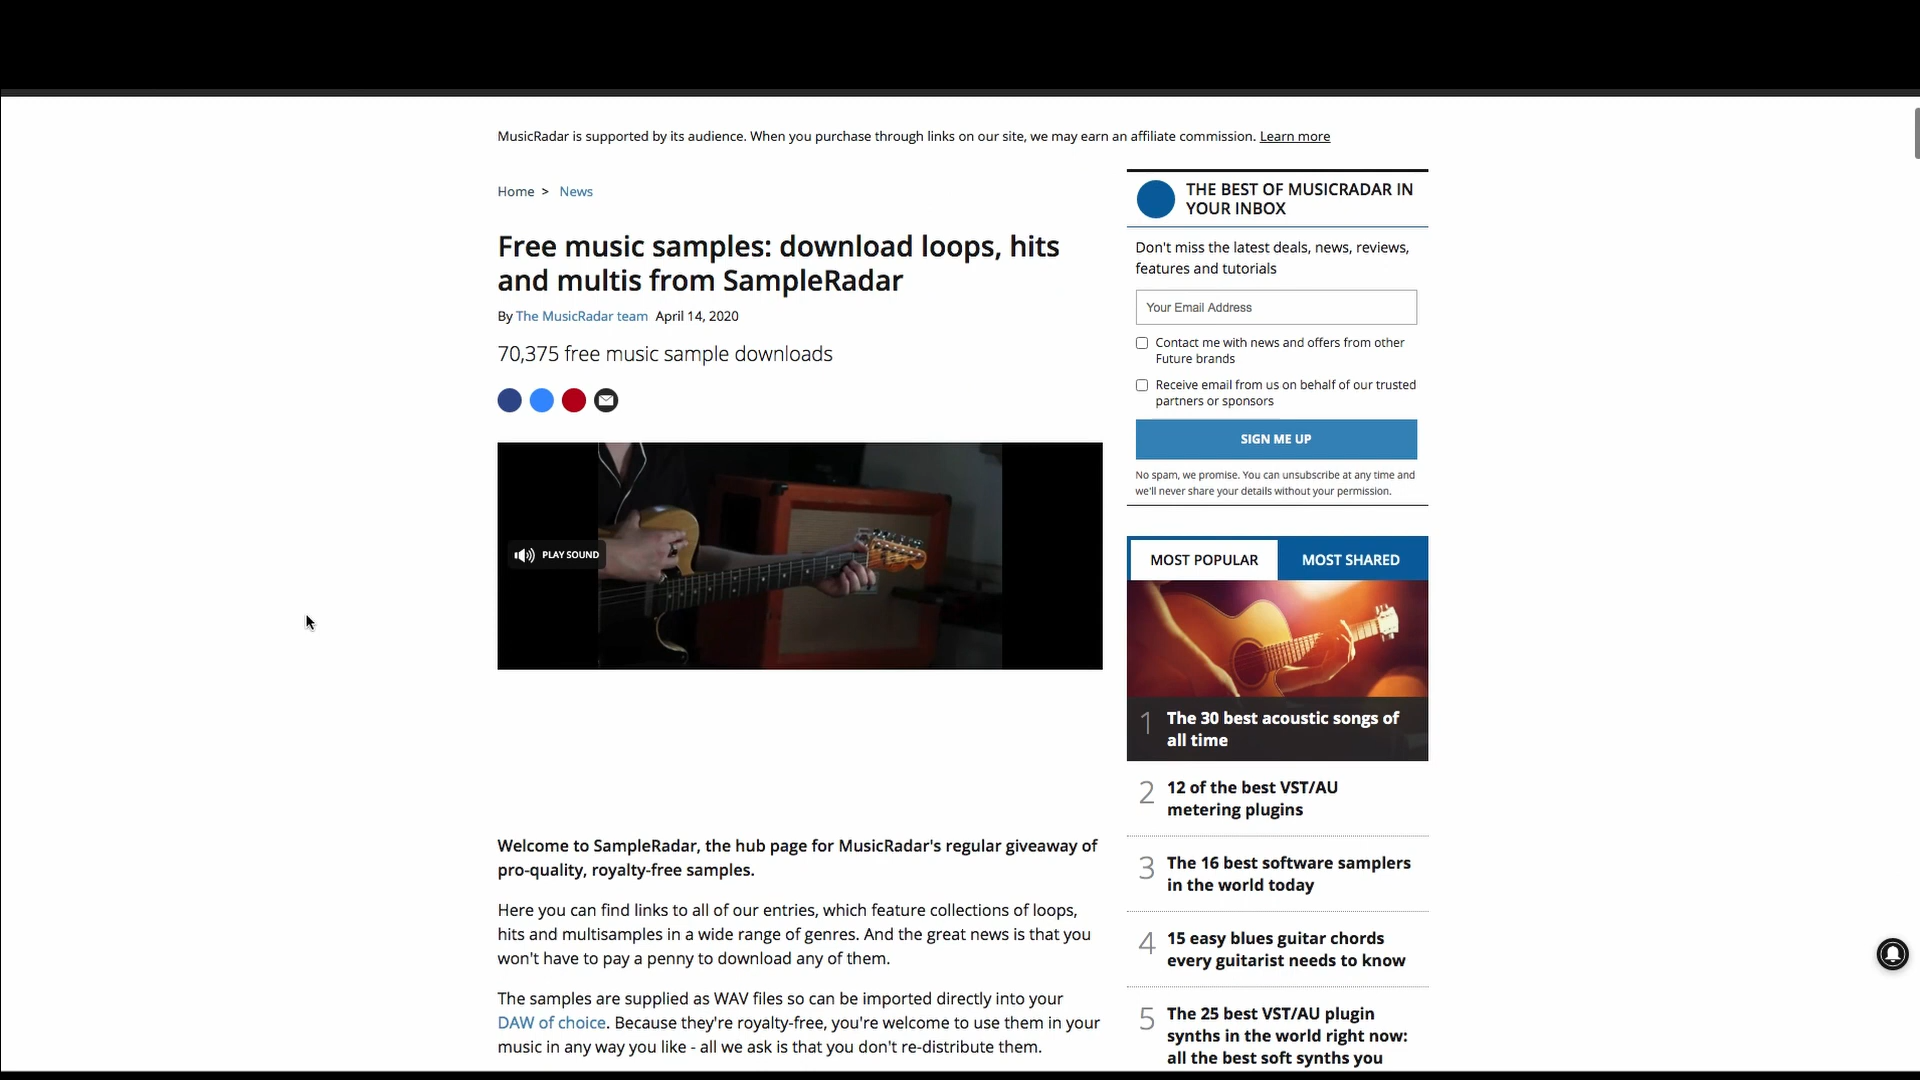 MusicRadar is supported by its audience. When you purchase through links on our site, we may earn an affiliate commission. Learn more
Home > News
Free music samples: download loops, hits
and multis from SampleRadar
By The MusicRadar team April 14, 2020
70,375 free music sample downloads
PLAY SOUND
Welcome to SampleRadar, the hub page for MusicRadar's regular giveaway of
pro-quality, royalty-free samples.
Here you can find links to all of our entries, which feature collections of loops,
hits and multisamples in a wide range of genres. And the great news is that you
won't have to pay a penny to download any of them.
The samples are supplied as WAV files so can be imported directly into your
DAW of choice. Because they're royalty-free, you're welcome to use them in your
music in any way you like - all we ask is that you don't re-distribute them.
THE BEST OF MUSICRADAR IN
YOUR INBOX
Don't miss the latest deals, news, reviews,
features and tutorials
Your Email Address
Contact me with news and offers from other
Future brands
Receive email from us on behalf of our trusted
partners or sponsors
SIGN ME UP
No spam, we promise. You can unsubscribe at any time and
we'll never share your details without your permission.
MOST POPULAR MOST SHARED
1 The 30 best acoustic songs of
all time
2 12 of the best VST/AU
metering plugins
3 The 16 best software samplers
in the world today
4 15 easy blues guitar chords
every guitarist needs to know
5 The 25 best VST/AU plugin
synths in the world right now:
all the best soft synths you